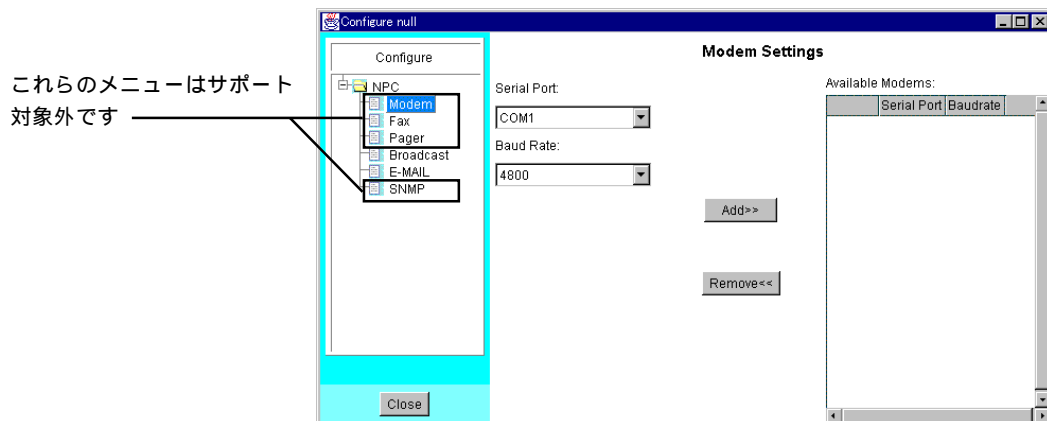 Configure null
これらのメニューはサポート
対象外です
Configure
NPC
Modem
Fax
Pager
Broadcast
E-MAIL
SNMP
Close
Modem Settings
Serial Port:
COM1
Baud Rate:
4800
Add>>
Remove<<
Available Modems:
Serial Port Baudrate